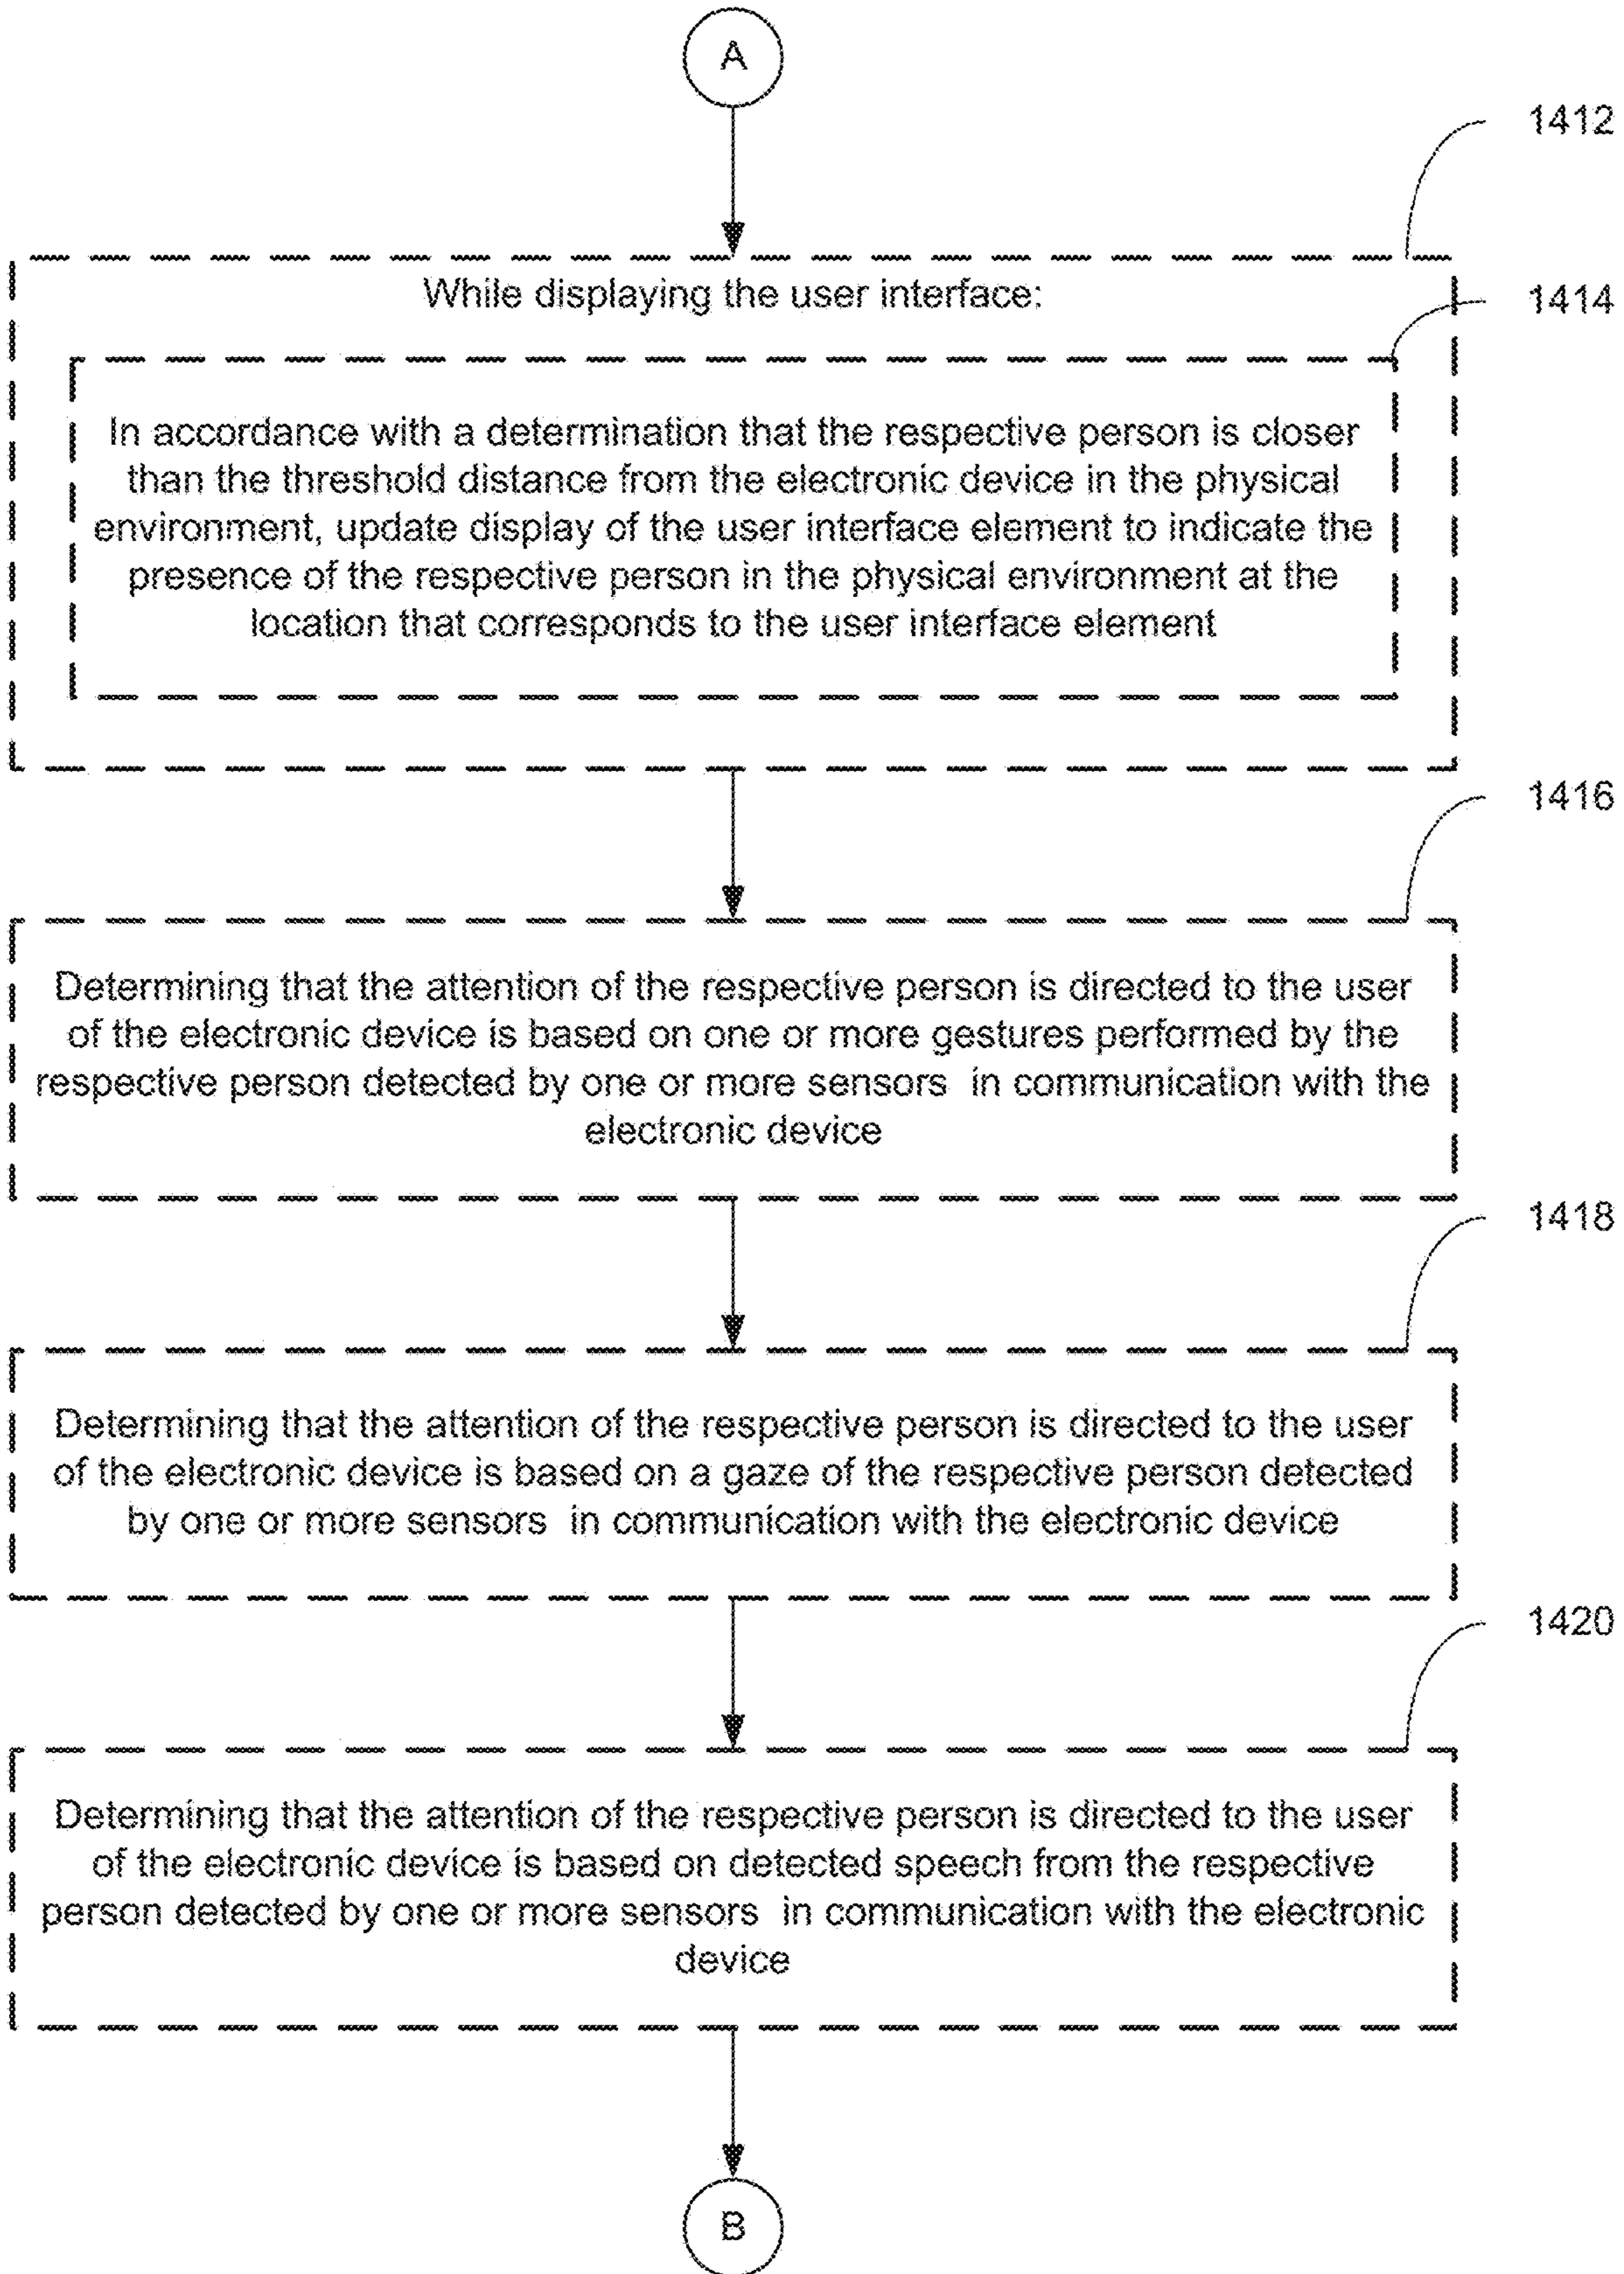 A
1412
While displaying the user interface:
1414
In accordance with a determination that the respective person is closer
than the threshold distance from the electronic device in the physical
environment, update display of the user interface element to indicate the
presence of the respective person in the physical environment at the
location that corresponds to the user interface element
1416
Determining that the attention of the respective person is directed to the user
of the electronic device is based on one or more gestures performed by the
respective person detected by one or more sensors in communication with the
electronic device
1418
Determining that the attention of the respective person is directed to the user
of the electronic device is based on a gaze of the respective person detected
by one or more sensors in communication with the electronic device
1420
Determining that the attention of the respective person is directed to the user
of the electronic device is based on detected speech from the respective
person detected by one or more sensors in communication with the electronic
device
B